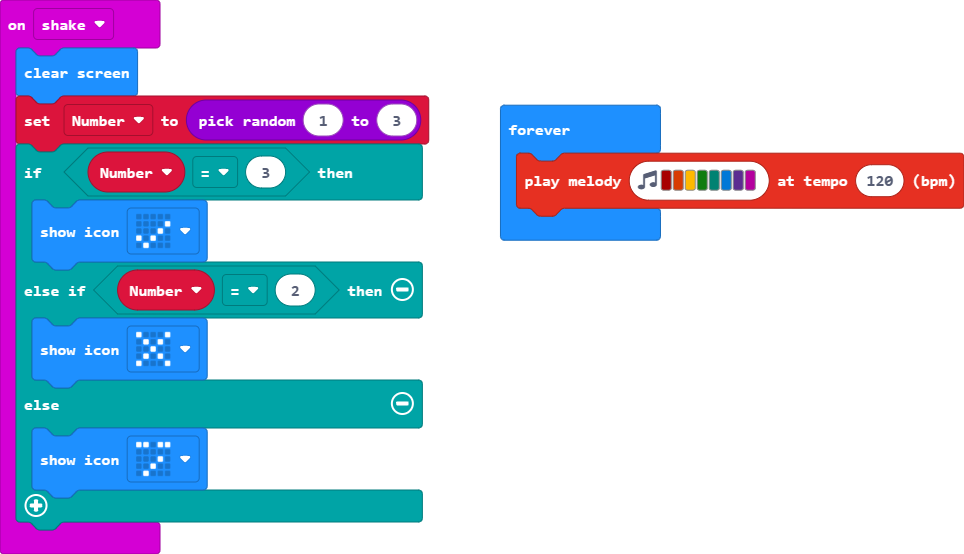 on shake
clear screen
set Number to pick random 1 to 3
if Number = 3 then
show icon
else if Number = 2 then
show icon
else
show icon
forever
play melody at tempo 120 (bpm)